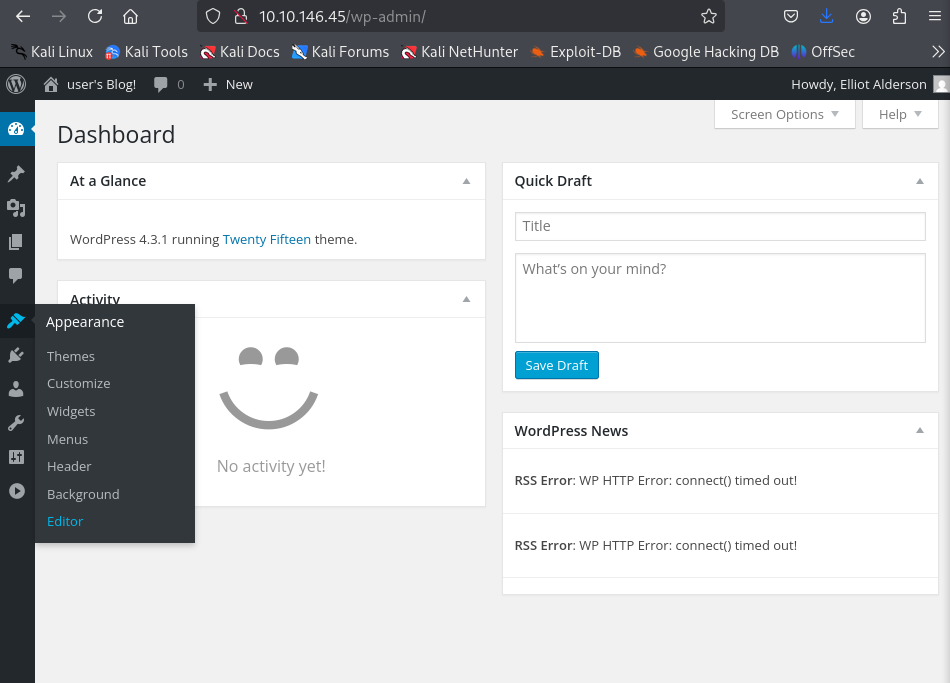 10.10.146.45/wp-admin/
Kali Linux Kali Tools Kali Docs Kali Forums Kali NetHunter Exploit-DB Google Hacking DB OffSec
user's Blog! 0 New Howdy, Elliot Alderson
Screen Options Help
Dashboard
At a Glance
WordPress 4.3.1 running Twenty Fifteen theme.
Activity
No activity yet!
Appearance
Themes
Customize
Widgets
Menus
Header
Background
Editor
Quick Draft
Title
What's on your mind?
Save Draft
WordPress News
RSS Error: WP HTTP Error: connect() timed out!
RSS Error: WP HTTP Error: connect() timed out!